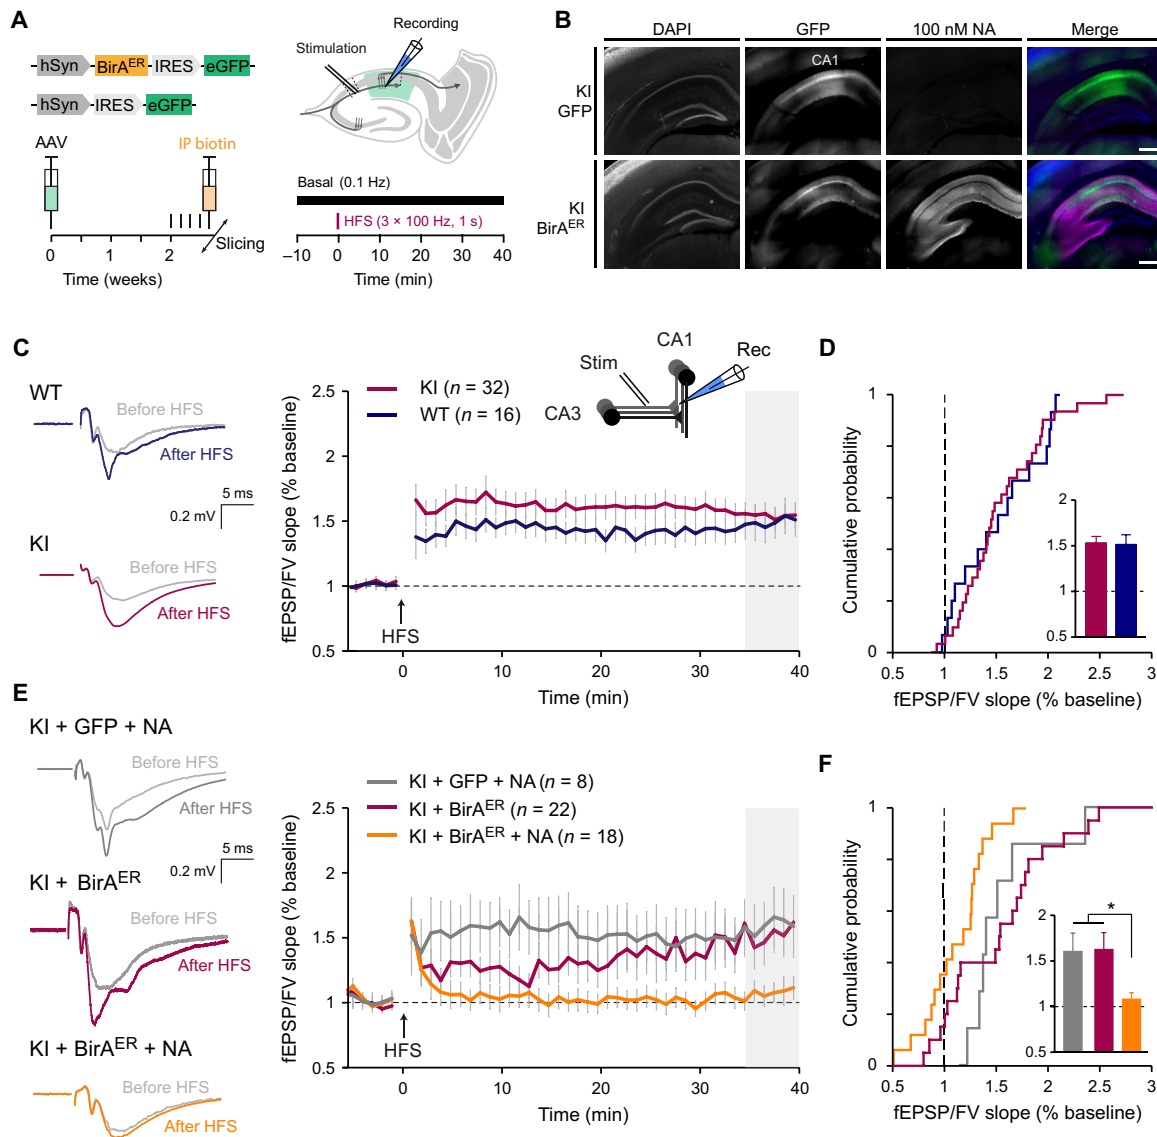 A
hSyn BirA^ER IRES eGFP
hSyn IRES eGFP
AAV
IP biotin
Slicing
0 2
Time (weeks)
Recording
Stimulation
Basal (0.1 Hz)
HFS (3 × 100 Hz, 1 s)
–10 0 10 20 30 40
Time (min)
B
DAPI GFP 100 nM NA Merge
KI GFP
CA1
KI BirA^ER
C
WT
Before HFS
After HFS
5 ms
0.2 mV
KI
Before HFS
After HFS
fEPSP/FV slope (% baseline)
2.5
2
1.5
1
0.5
KI (n = 32)
WT (n = 16)
Stim
CA1
Rec
CA3
HFS
0 10 20 30 40
Time (min)
D
Cumulative probability
1
0
2
1.5
1
0.5
0.5 1 1.5 2 2.5 3
fEPSP/FV slope (% baseline)
E
KI + GFP + NA
Before HFS
After HFS
5 ms
0.2 mV
KI + BirA^ER
Before HFS
After HFS
KI + BirA^ER + NA
Before HFS
After HFS
fEPSP/FV slope (% baseline)
2.5
2
1.5
1
0.5
KI + GFP + NA (n = 8)
KI + BirA^ER (n = 22)
KI + BirA^ER + NA (n = 18)
HFS
0 10 20 30 40
Time (min)
F
Cumulative probability
1
0
*
2
1.5
1
0.5
0.5 1 1.5 2 2.5 3
fEPSP/FV slope (% baseline)